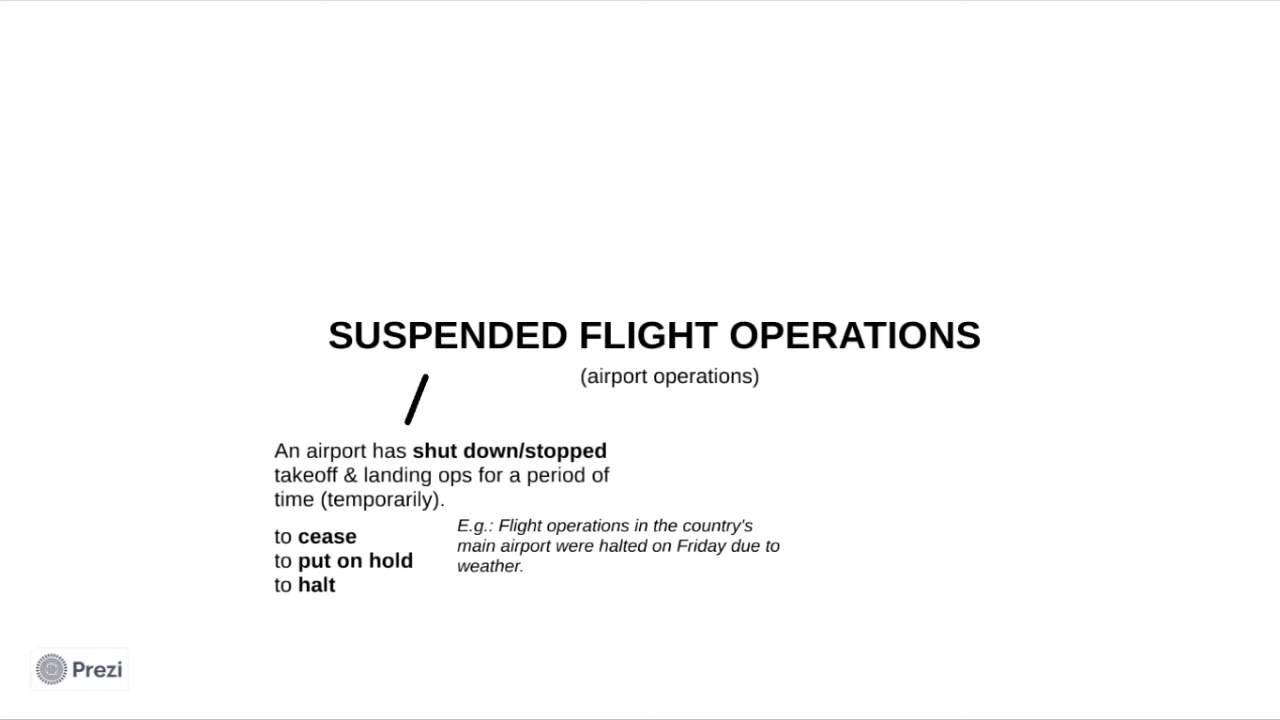 SUSPENDED FLIGHT OPERATIONS
(airport operations)
An airport has shut down/stopped
takeoff & landing ops for a period of
time (temporarily).
to cease
to put on hold
to halt
E.g.: Flight operations in the country's
main airport were halted on Friday due to
weather.
Prezi